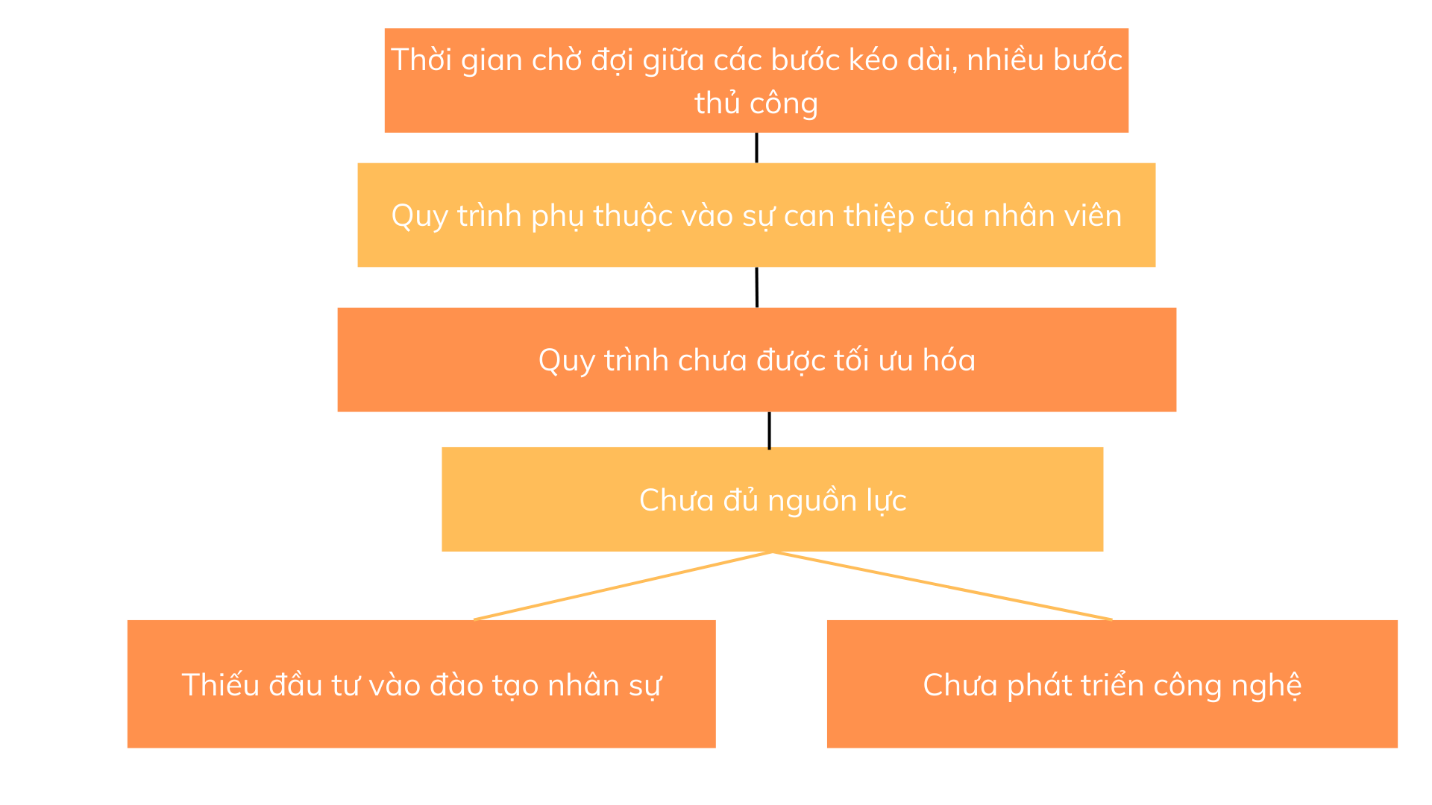 Thời gian chờ đợi giữa các bước kéo dài, nhiều bước
thủ công
Quy trình phụ thuộc vào sự can thiệp của nhân viên
Quy trình chưa được tối ưu hóa
Chưa đủ nguồn lực
Thiếu đầu tư vào đào tạo nhân sự
Chưa phát triển công nghệ